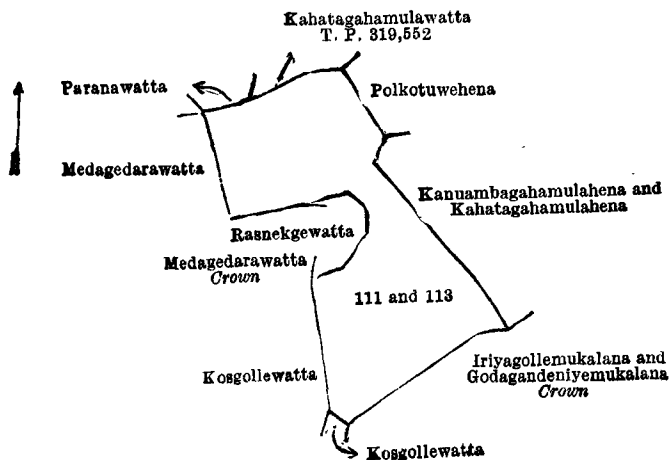 Kahatagahamulawatta
T. P. 319,552
Paranawatta
Polkotuwehena
Medagedarawatta
Kanuambagahamulahena and
Kahatagahamulahena
Rasnekgewatta
Medagedarawatta
Crown
111 and 113
Iriyagollemukalana and
Godagandeniyemukalana
Crown
Kosgollewatta
Kosgollewatta